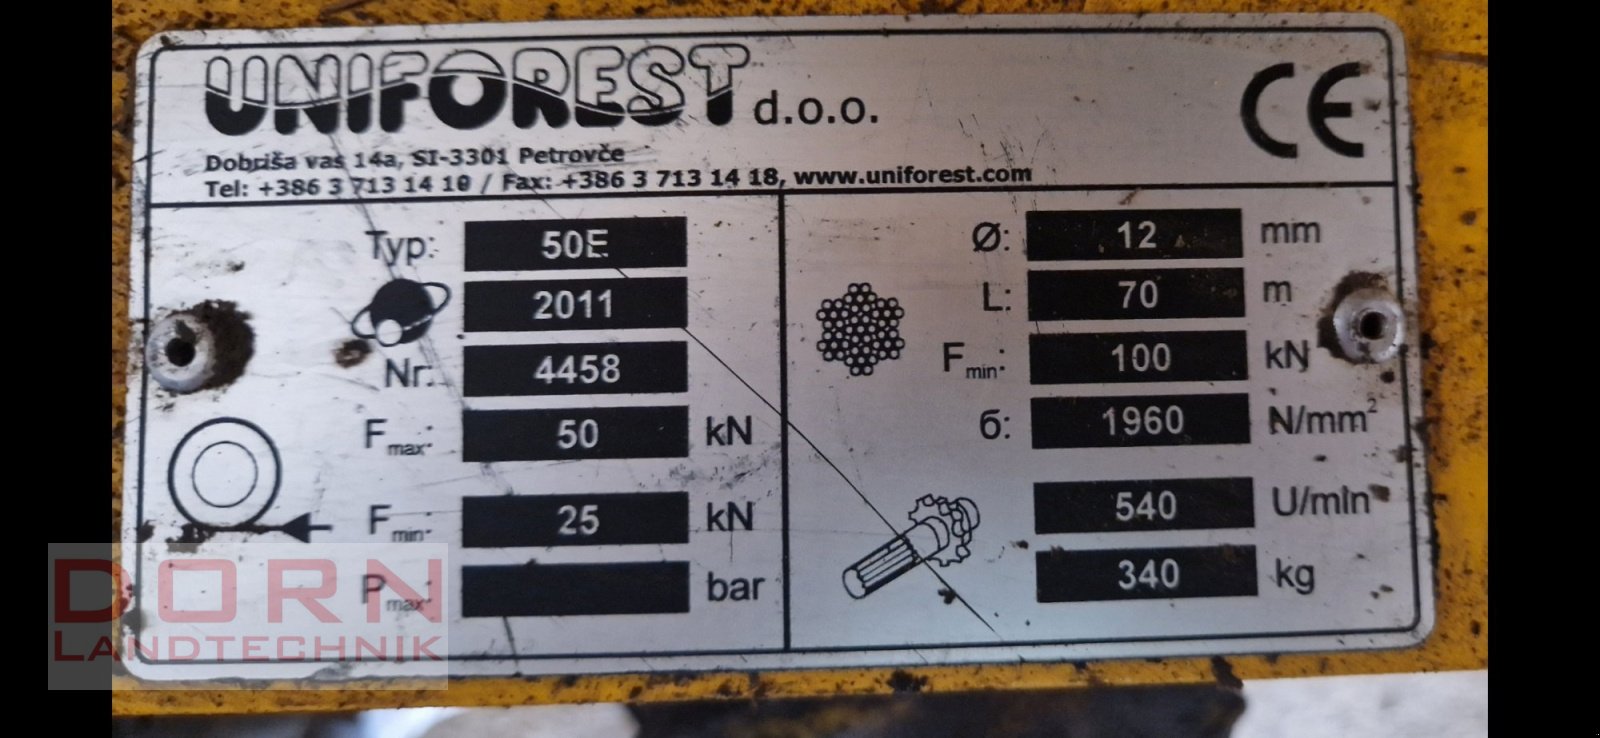 UNIFOREST d.o.o.
CE
Dobriša vas 14a, SI-3301 Petrovče
Tel: +386 3 713 14 10 / Fax: +386 3 713 14 18, www.uniforest.com
Typ: 50E
2011
Nr. 4458
Fmax: 50 kN
Fmin: 25 kN
Pmax: bar
Ø: 12 mm
L: 70 m
Fmin: 100 kN
б: 1960 N/mm²
540 U/min
340 kg
DORN
LANDTECHNIK